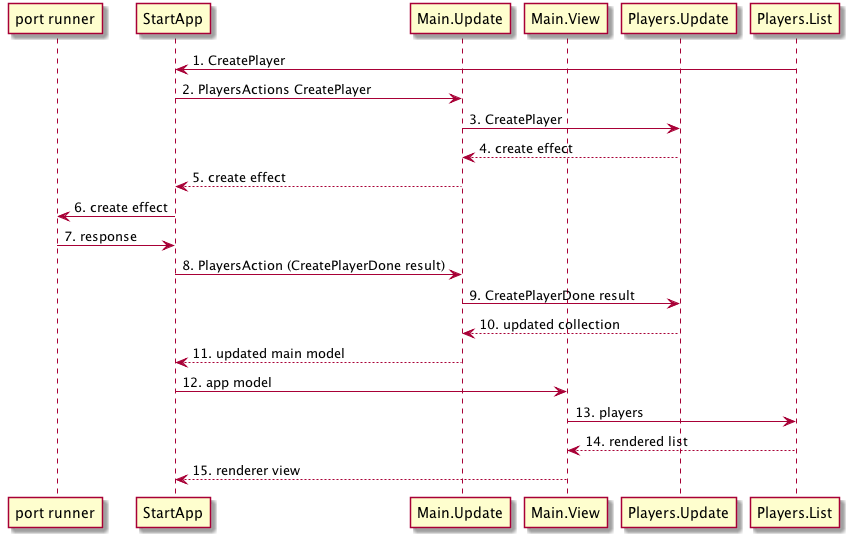 port runner StartApp Main.Update Main.View Players.Update Players.List
1. CreatePlayer
2. PlayersActions CreatePlayer
3. CreatePlayer
4. create effect
5. create effect
6. create effect
7. response
8. PlayersAction (CreatePlayerDone result)
9. CreatePlayerDone result
10. updated collection
11. updated main model
12. app model
13. players
14. rendered list
15. renderer view
port runner StartApp Main.Update Main.View Players.Update Players.List